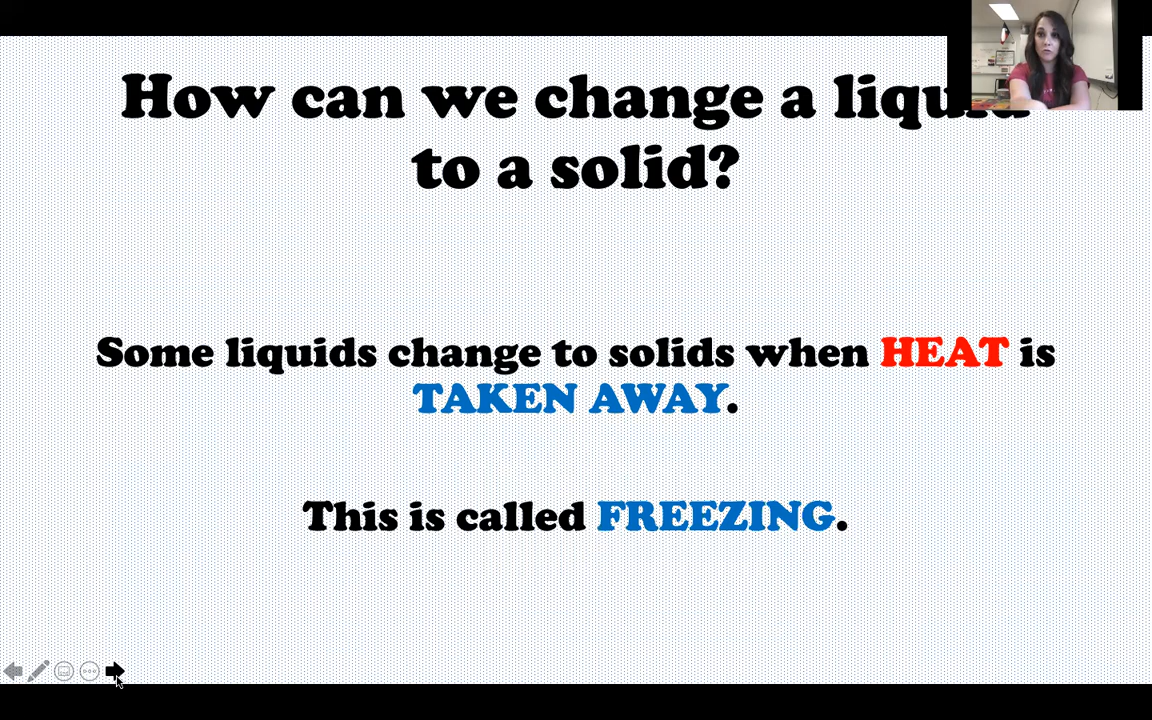 How can we change a liquid
to a solid?
Some liquids change to solids when HEAT is
TAKEN AWAY.
This is called FREEZING.